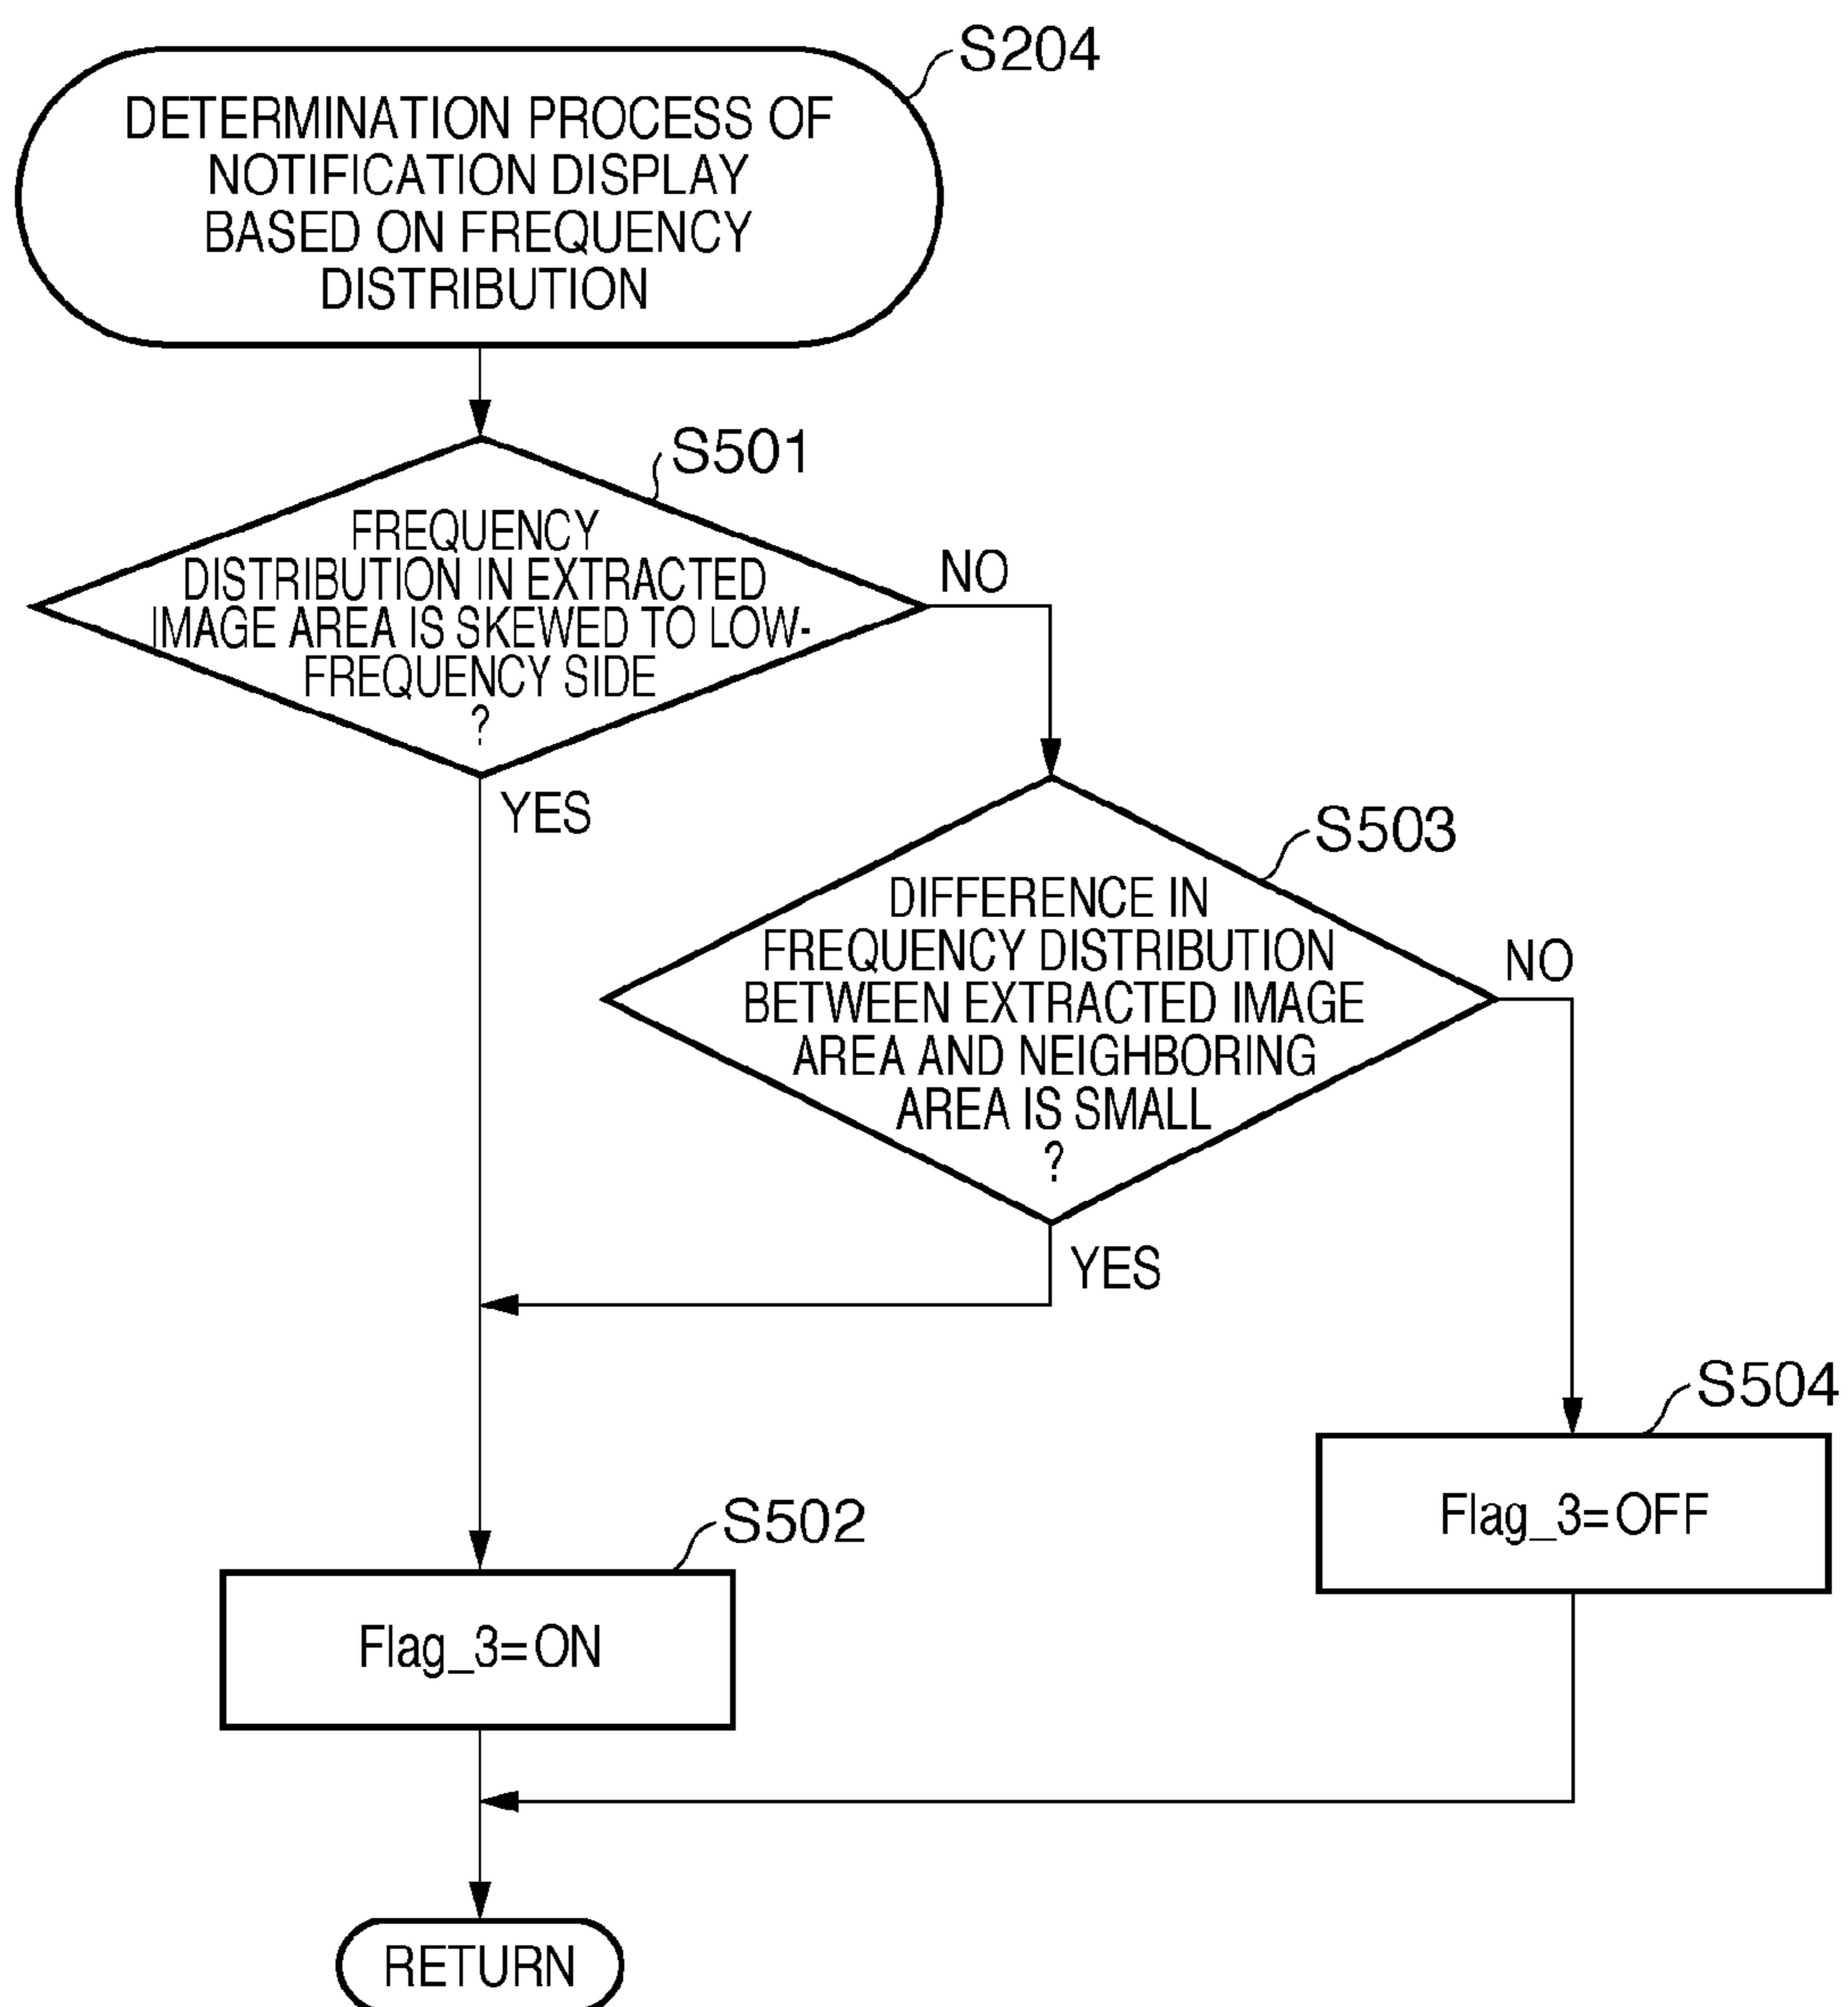 S204
DETERMINATION PROCESS OF
NOTIFICATION DISPLAY
BASED ON FREQUENCY
DISTRIBUTION
S501
FREQUENCY
DISTRIBUTION IN EXTRACTED
IMAGE AREA IS SKEWED TO LOW-
FREQUENCY SIDE
?
NO
YES
S503
DIFFERENCE IN
FREQUENCY DISTRIBUTION
BETWEEN EXTRACTED IMAGE
AREA AND NEIGHBORING
AREA IS SMALL
?
NO
YES
S504
Flag_3=OFF
S502
Flag_3=ON
RETURN